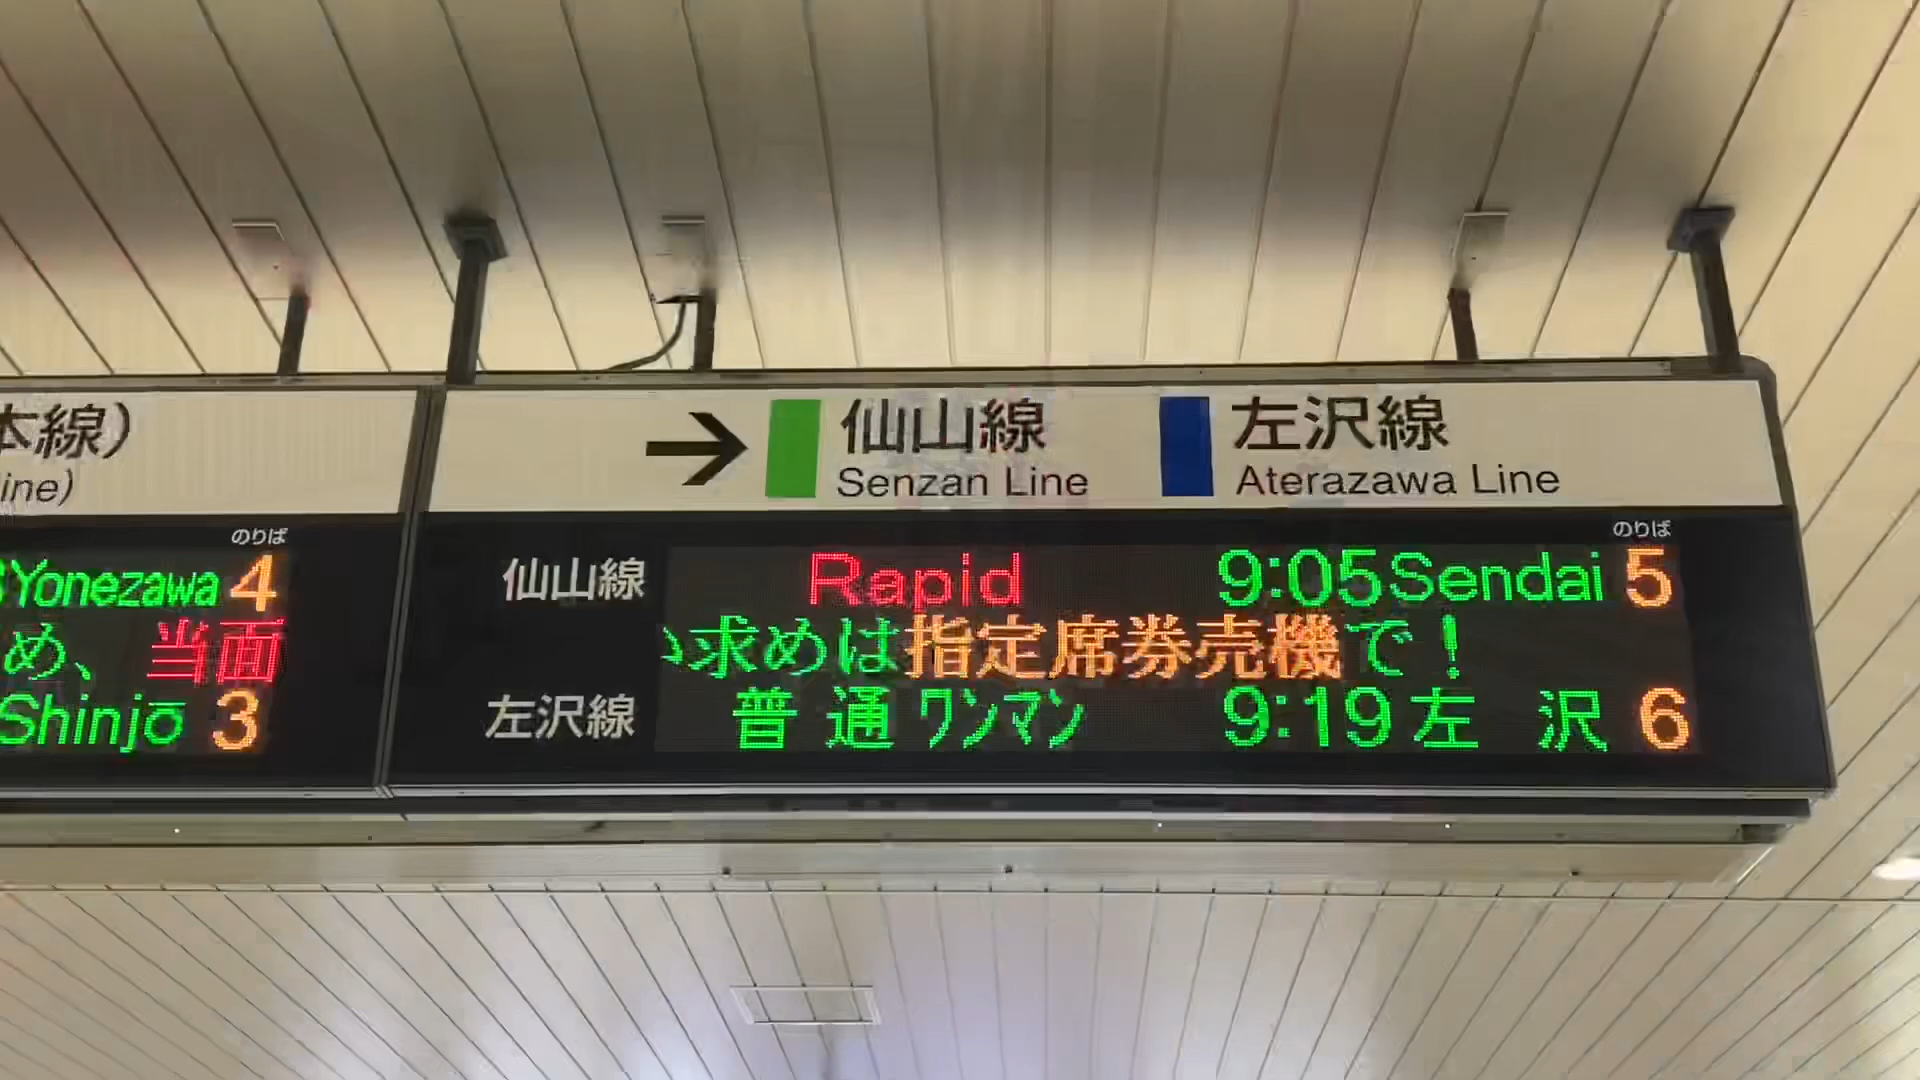 本線)
ine)
のりば
Yonezawa 4
め、当面
Shinjō 3
→ 仙山線 左沢線
Senzan Line Aterazawa Line
のりば
仙山線 Rapid 9:05 Sendai 5
い求めは指定席券売機で!
左沢線 普通 ワンマン 9:19 左沢 6